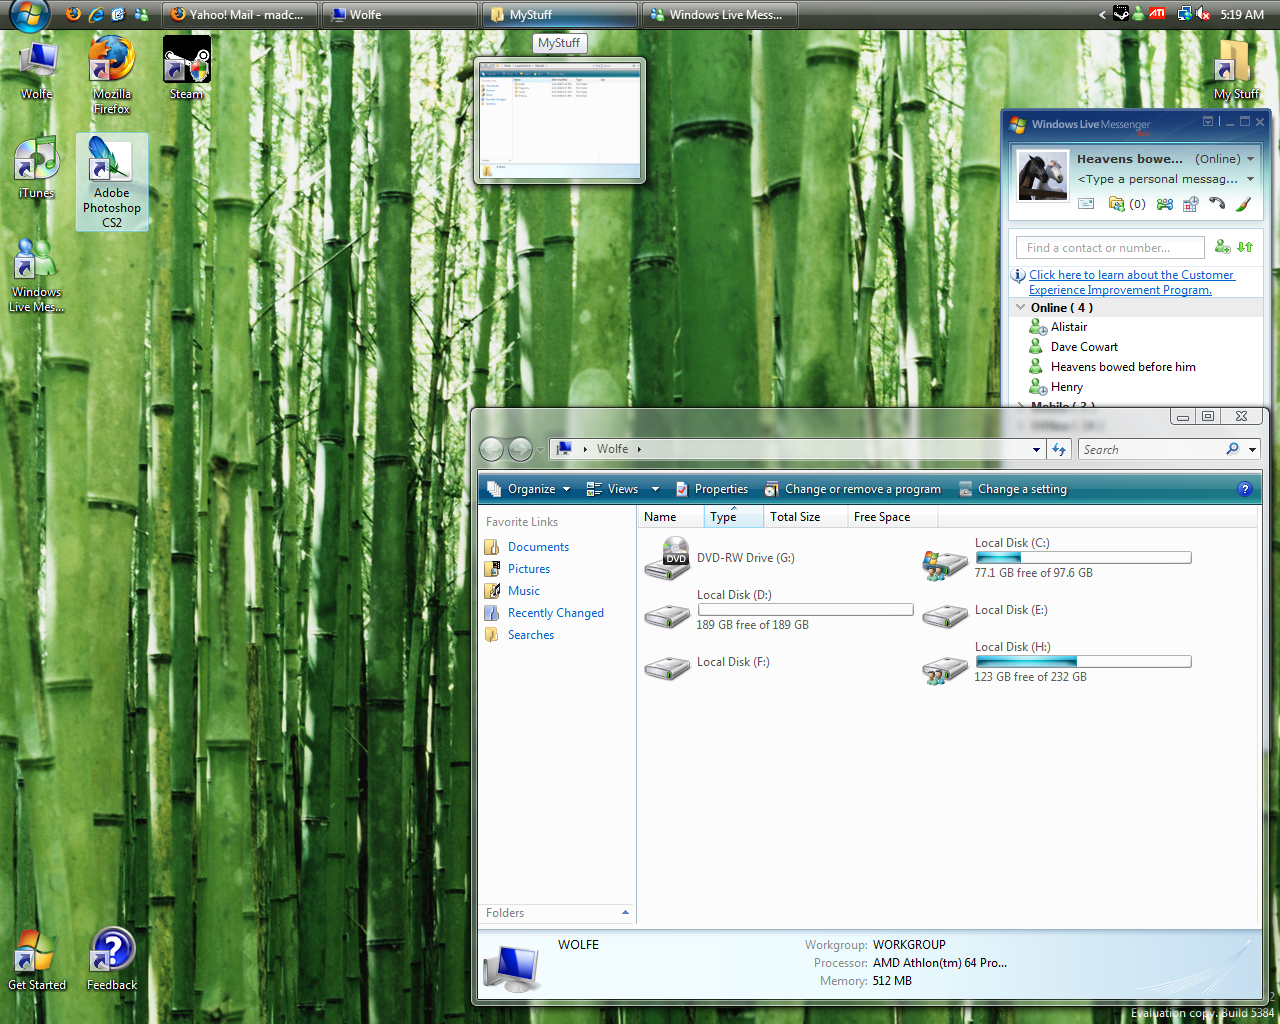 Yahoo! Mail - madc...
Wolfe
MyStuff
Windows Live Mess...
< ATI 5:19 AM
MyStuff
Wolfe
Mozilla
Firefox
Steam
My Stuff
iTunes
Adobe
Photoshop
CS2
Windows
Live Mes...
Windows Live Messenger
Heavens bowe... (Online)
<Type a personal messag...
(0)
Find a contact or number...
Click here to learn about the Customer
Experience Improvement Program.
Online ( 4 )
Alistair
Dave Cowart
Heavens bowed before him
Henry
Mobile ( 3 )
Wolfe
Search
Organize
Views
Properties
Change or remove a program
Change a setting
?
Favorite Links
Documents
Pictures
Music
Recently Changed
Searches
Folders
Name
Type
Total Size
Free Space
DVD
DVD-RW Drive (G:)
Local Disk (C:)
77.1 GB free of 97.6 GB
Local Disk (D:)
189 GB free of 189 GB
Local Disk (E:)
Local Disk (F:)
Local Disk (H:)
123 GB free of 232 GB
WOLFE
Workgroup: WORKGROUP
Processor: AMD Athlon(tm) 64 Pro...
Memory: 512 MB
Get Started
Feedback
Evaluation copy. Build 5384